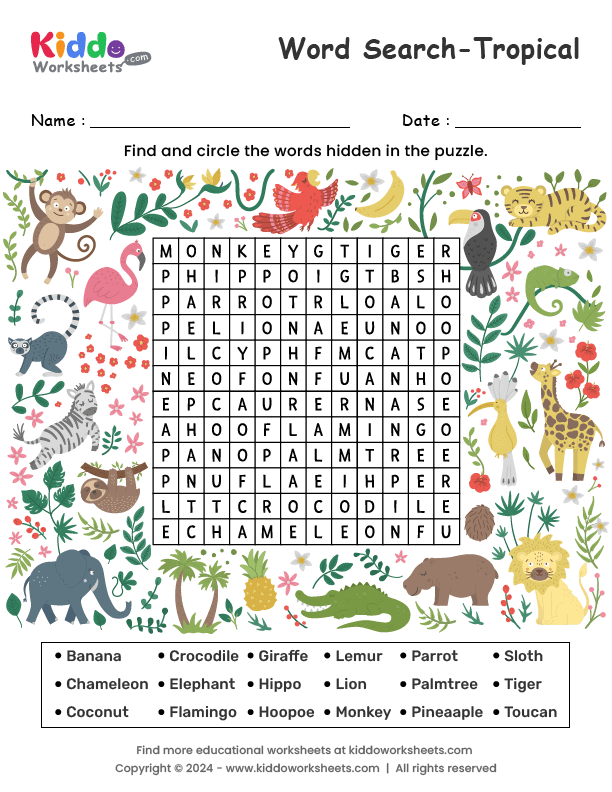 Kiddo
Worksheets.com
Word Search-Tropical
Name : Date :
Find and circle the words hidden in the puzzle.
M O N K E Y G T I G E R
P H I P P O I G T B S H
P A R R O T R L O A L O
P E L I O N A E U N O O
I L C Y P H F M C A T P
N E O F O N F U A N H O
E P C A U R E R N A S E
A H O O F L A M I N G O
P A N O P A L M T R E E
P N U F L A E I H P E R
L T T C R O C O D I L E
E C H A M E L E O N F U
• Banana • Crocodile • Giraffe • Lemur • Parrot • Sloth
• Chameleon • Elephant • Hippo • Lion • Palmtree • Tiger
• Coconut • Flamingo • Hoopoe • Monkey • Pineaaple • Toucan
Find more educational worksheets at kiddoworksheets.com
Copyright © 2024 - www.kiddoworksheets.com | All rights reserved